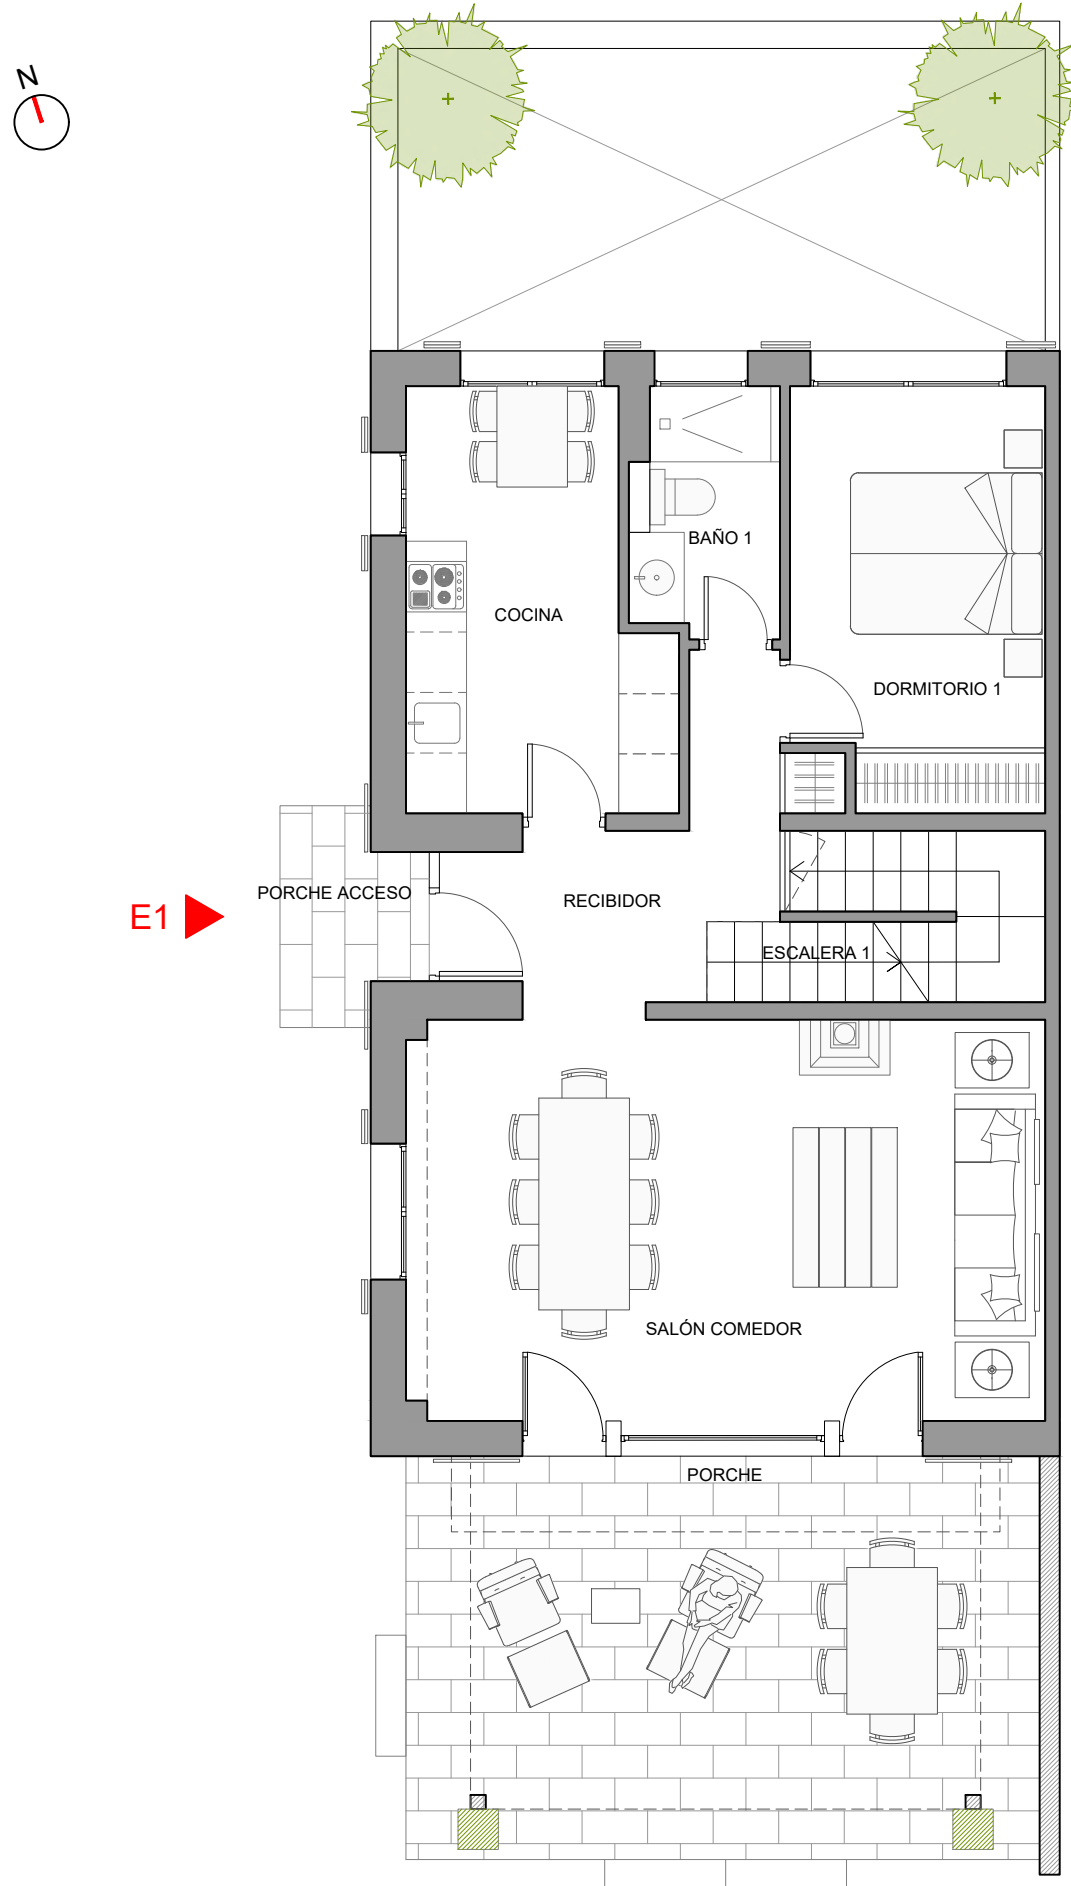 N
BAÑO 1
COCINA
DORMITORIO 1
PORCHE ACCESO
RECIBIDOR
E1
ESCALERA 1
SALÓN COMEDOR
PORCHE